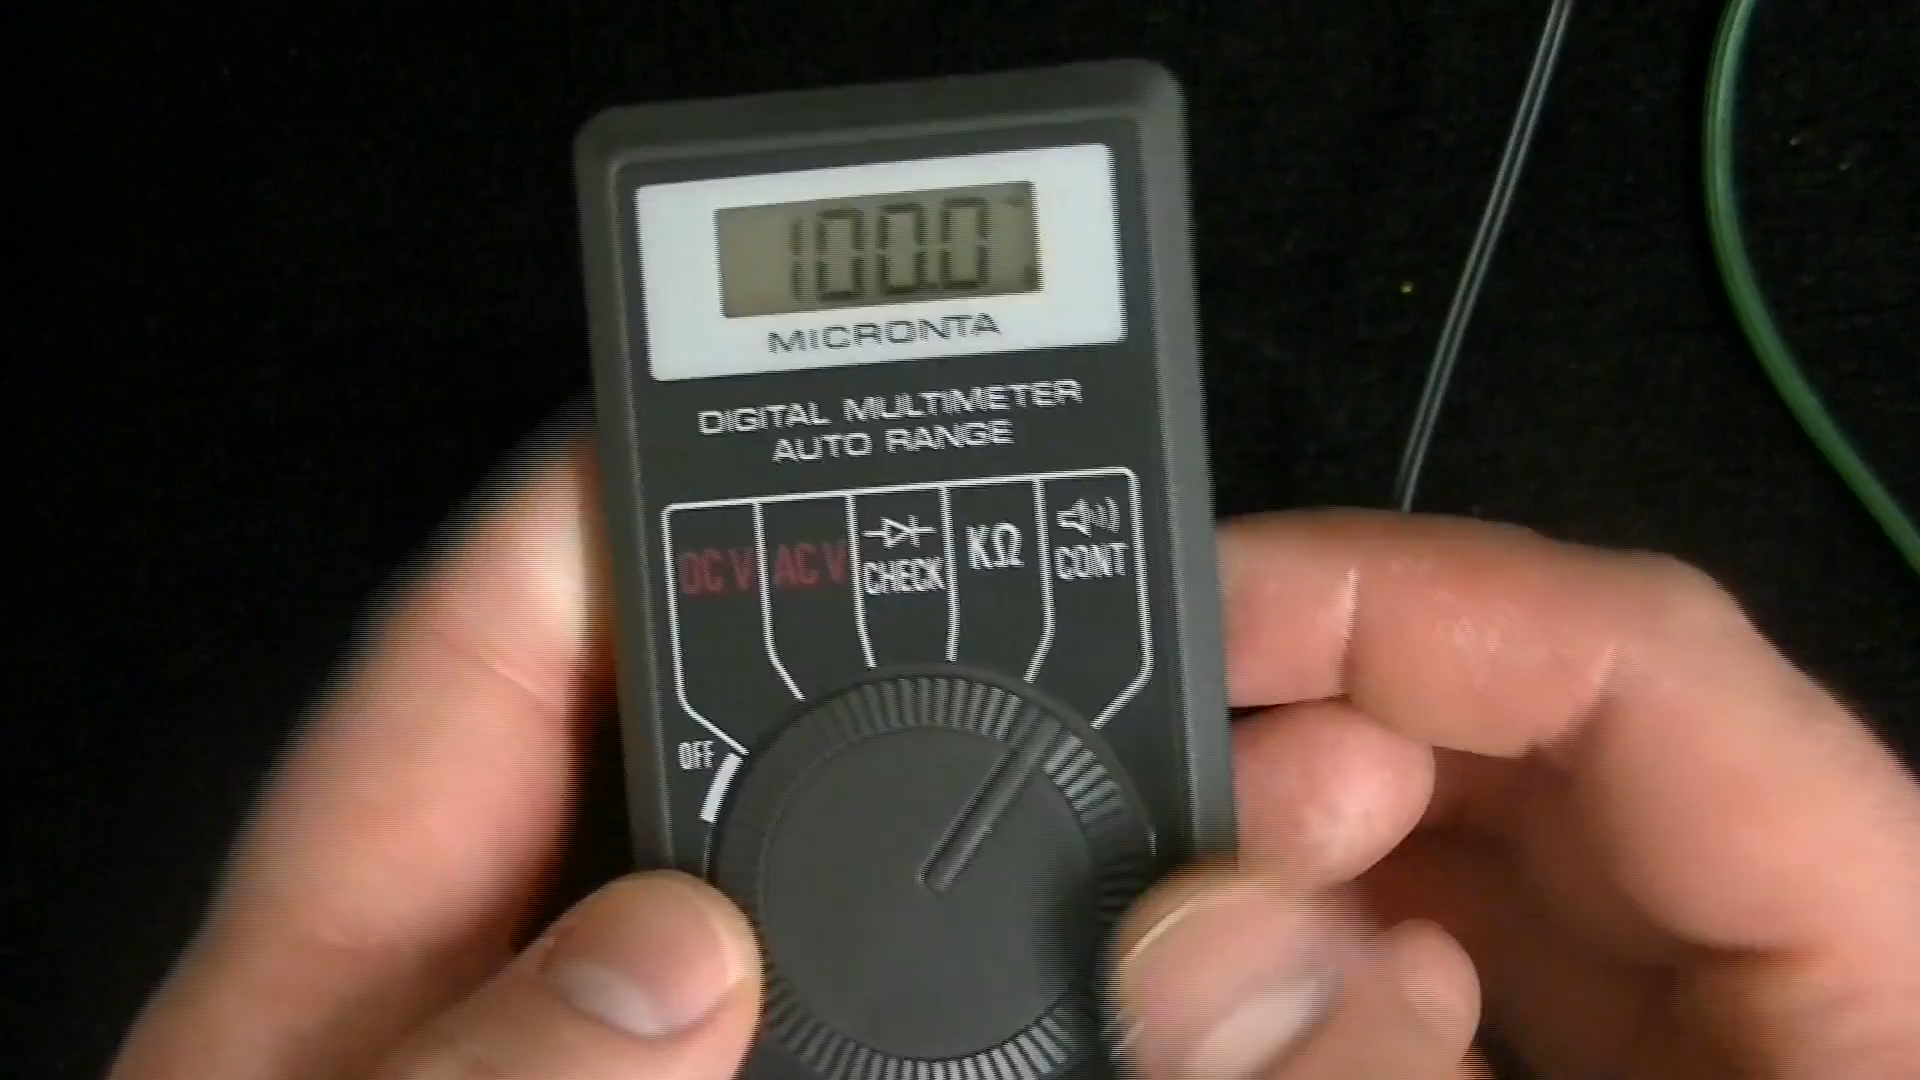 100.0
MICRONTA
DIGITAL MULTIMETER
AUTO RANGE
DC V
AC V
CHECK
KΩ
CONT
OFF